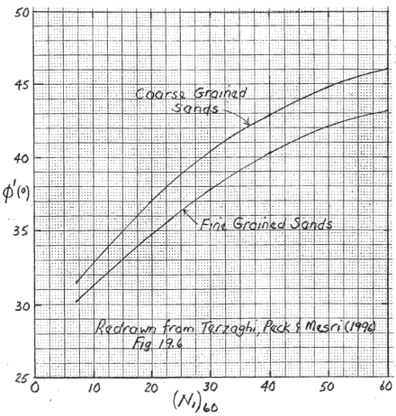 50
45
40
35
30
25
φ'(°)
Coarse Grained
Sands
Fine Grained Sands
Redrawn from Terzaghi, Peck & Mesri (1996)
Fig 19.6
0
10
20
30
40
50
60
(N₁)₆₀